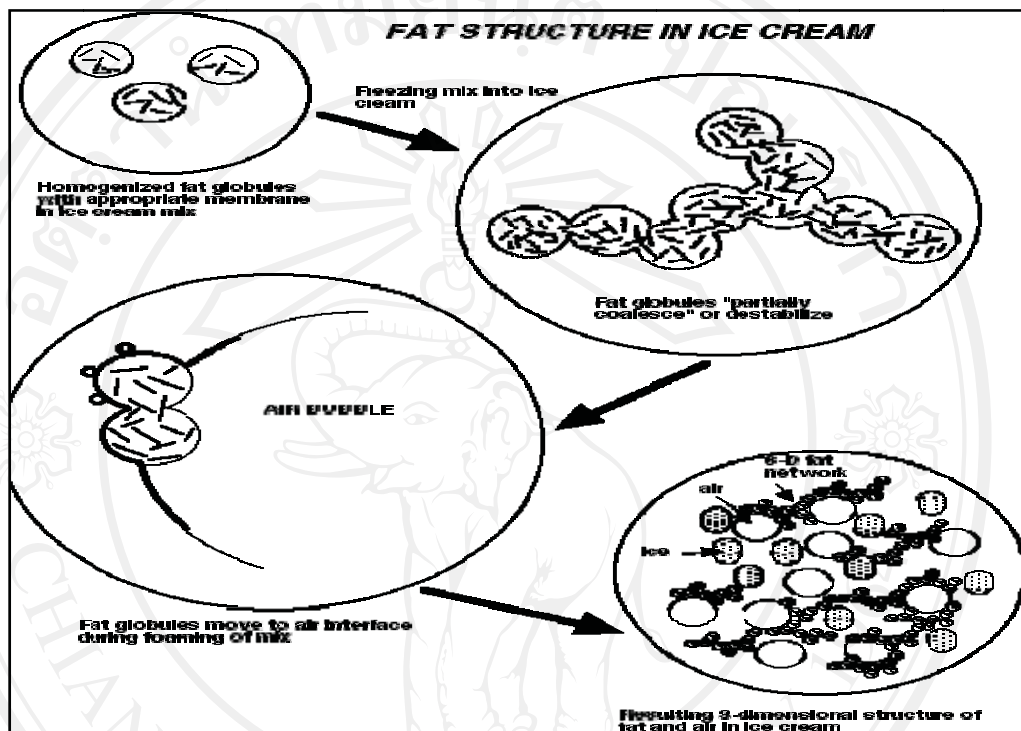 FAT STRUCTURE IN ICE CREAM
Freezing mix into ice
cream
Homogenized fat globules
with appropriate membrane
in ice cream mix
Fat globules "partially
coalesce" or destabilize
AIR BUBBLE
3-D fat
network
air
ice
Fat globules move to air interface
during foaming of mix
Resulting 3-dimensional structure of
fat and air in ice cream